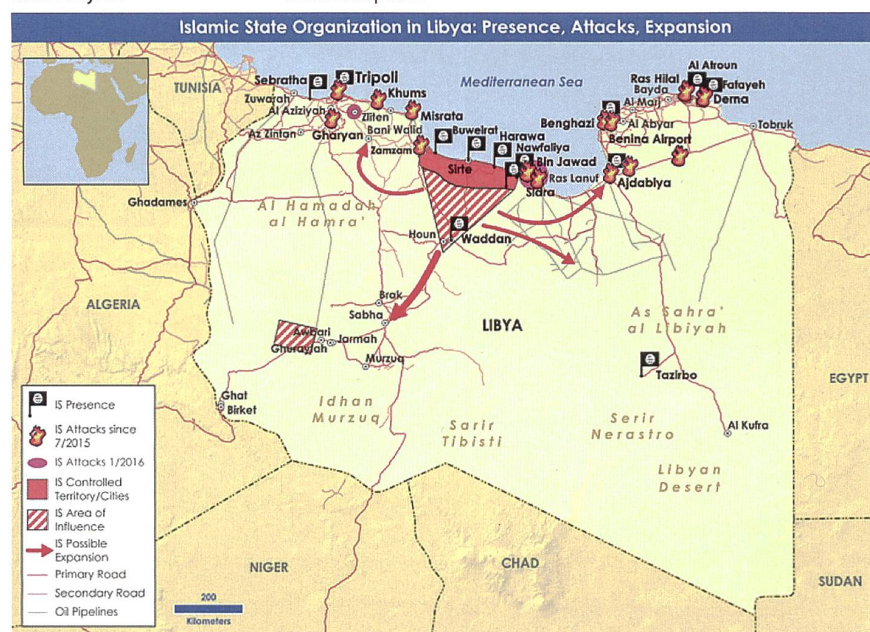 Islamic State Organization in Libya: Presence, Attacks, Expansion
Mediterranean Sea
TUNISIA
Sebratha
Tripoli
Zuwarah
Khums
Al Aziziyah
Zliten
Misrata
Az Zintan
Gharyan
Bani Walid
Zamzam
Buweirat
Harawa
Nawfaliya
Sirte
Bin Jawad
Ras Lanuf
Sidra
Al Atroun
Ras Hilal
Fatayeh
Bayda
Derna
Al Marj
Benghazi
Al Abyar
Tobruk
Benina Airport
Ajdabiya
Ghadames
Al Hamadah
al Hamra'
Houn
Waddan
ALGERIA
Brak
Sabha
LIBYA
As Sahra'
al Libiyah
Awbari
Jarmah
Ghurayfah
Murzuq
Tazirbo
EGYPT
Ghat
Birket
Idhan
Murzuq
Sarir
Tibisti
Serir
Nerastro
Al Kufra
Libyan
Desert
IS Presence
IS Attacks since
7/2015
IS Attacks 1/2016
IS Controlled
Territory/Cities
IS Area of
Influence
IS Possible
Expansion
Primary Road
Secondary Road
Oil Pipelines
200
Kilometers
NIGER
CHAD
SUDAN